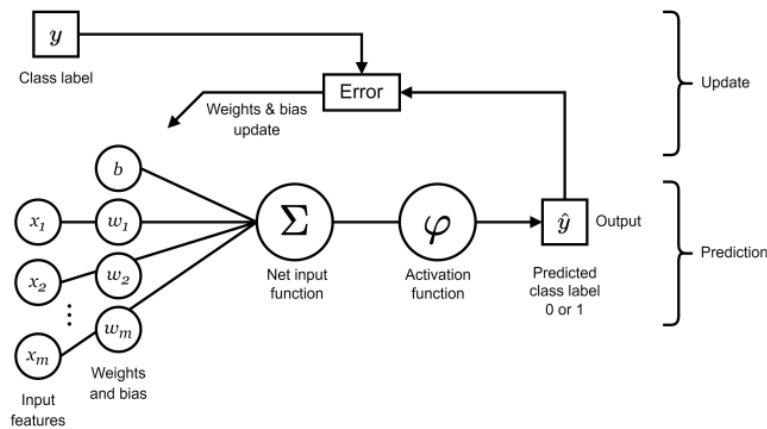 y
Class label
Error
Update
Weights & bias
update
b
x1
w1
Σ
φ
ŷ
Output
x2
w2
Net input
function
Activation
function
Predicted
class label
0 or 1
Prediction
⋮
xm
wm
Weights
and bias
Input
features